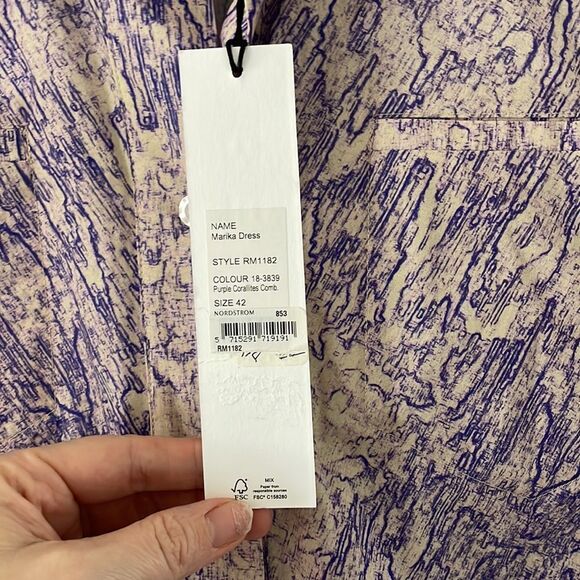 NAME
Marika Dress
STYLE RM1182
COLOUR 18-3839
Purple Corallites Comb.
SIZE 42
NORDSTROM 853
5 715291 719191
RM1182
FSC
MIX
Paper from
responsible sources
FSC® C158280